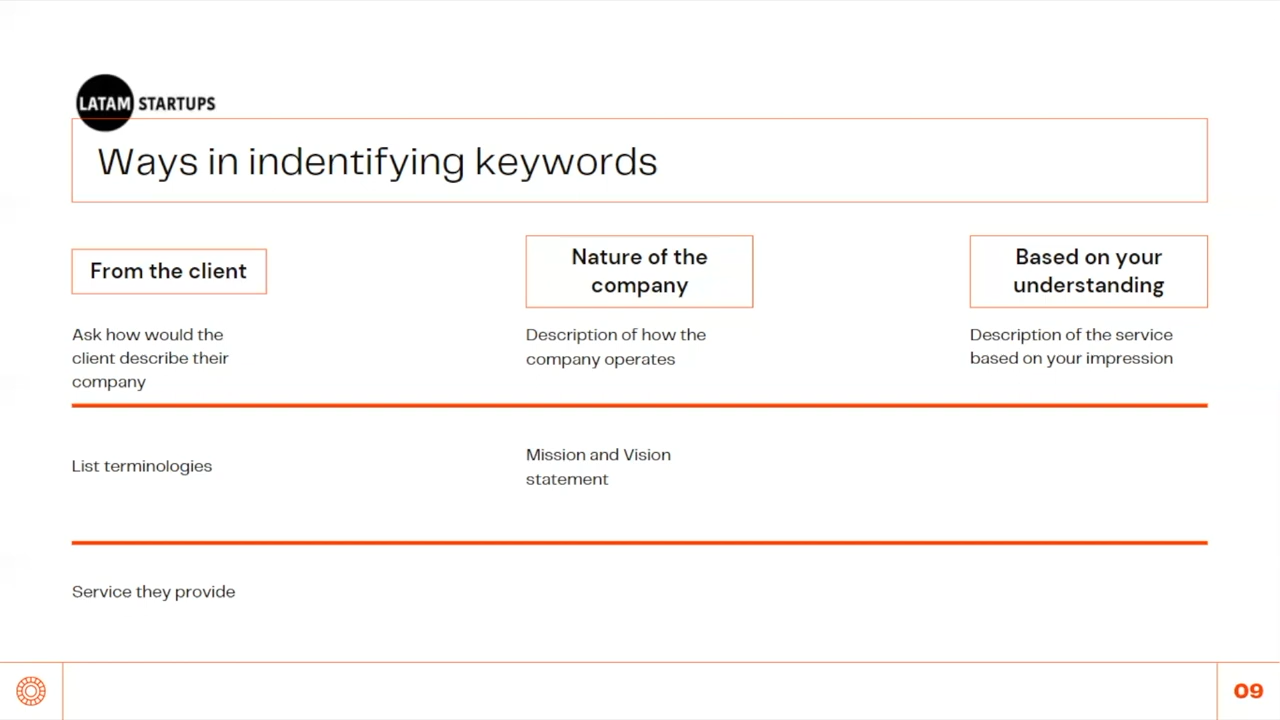 LATAM STARTUPS
Ways in indentifying keywords
From the client
Ask how would the
client describe their
company
List terminologies
Service they provide
Nature of the
company
Description of how the
company operates
Mission and Vision
statement
Based on your
understanding
Description of the service
based on your impression
09